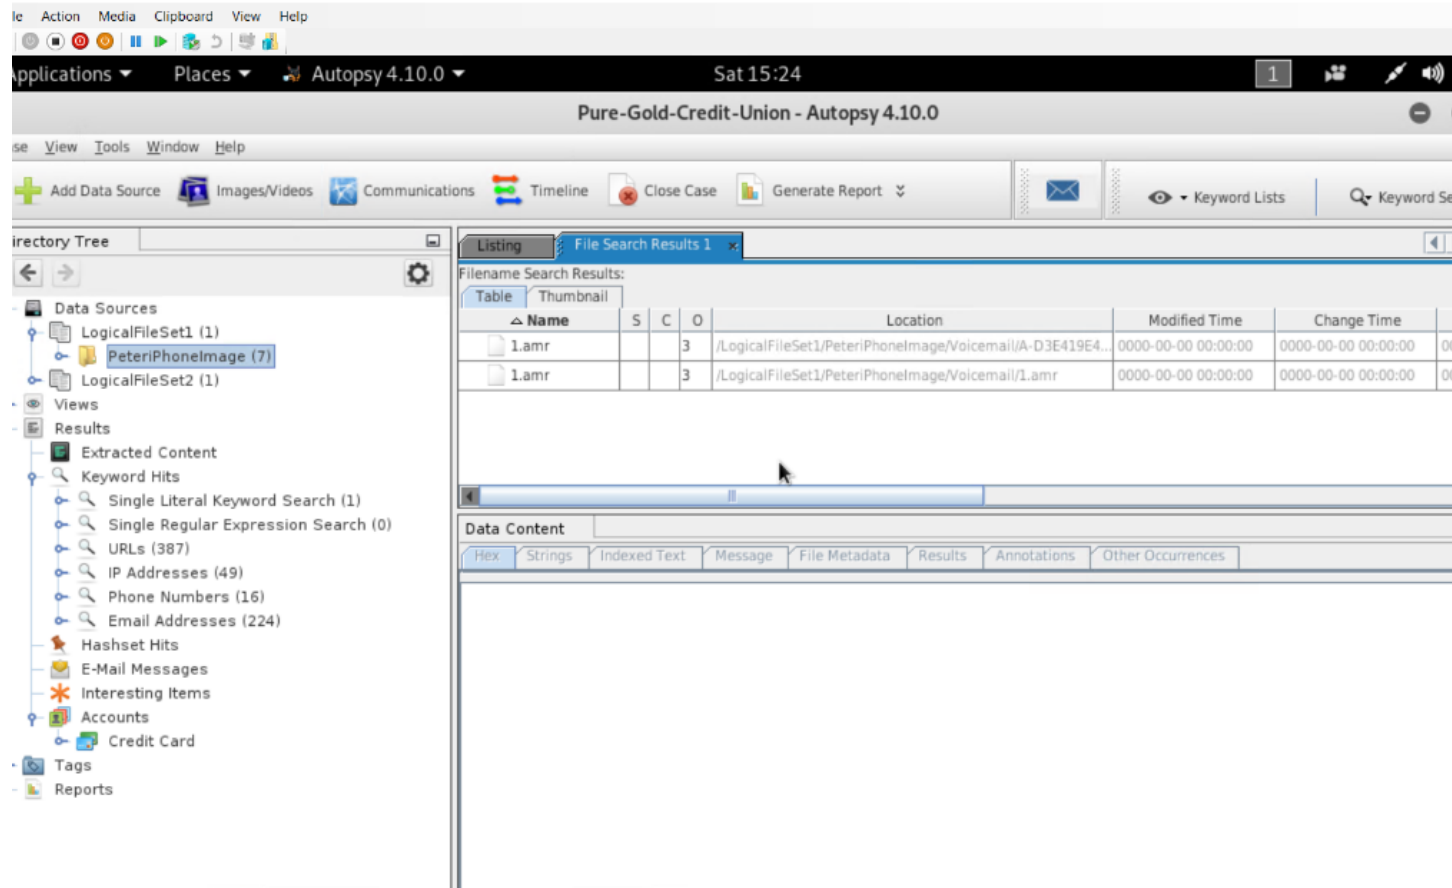 le Action Media Clipboard View Help
Applications Places Autopsy 4.10.0 Sat 15:24 1
Pure-Gold-Credit-Union - Autopsy 4.10.0
se View Tools Window Help
Add Data Source Images/Videos Communications Timeline Close Case Generate Report Keyword Lists Keyword Se
irectory Tree
Listing File Search Results 1
Filename Search Results:
Table Thumbnail
Name S C O Location Modified Time Change Time
1.amr 3 /LogicalFileSet1/PeteriPhoneImage/Voicemail/A-D3E419E4... 0000-00-00 00:00:00 0000-00-00 00:00:00 00
1.amr 3 /LogicalFileSet1/PeteriPhoneImage/Voicemail/1.amr 0000-00-00 00:00:00 0000-00-00 00:00:00 00
Data Sources
LogicalFileSet1 (1)
PeteriPhoneImage (7)
LogicalFileSet2 (1)
Views
Results
Extracted Content
Keyword Hits
Single Literal Keyword Search (1)
Single Regular Expression Search (0)
URLs (387)
IP Addresses (49)
Phone Numbers (16)
Email Addresses (224)
Hashset Hits
E-Mail Messages
Interesting Items
Accounts
Credit Card
Tags
Reports
Data Content
Hex Strings Indexed Text Message File Metadata Results Annotations Other Occurrences